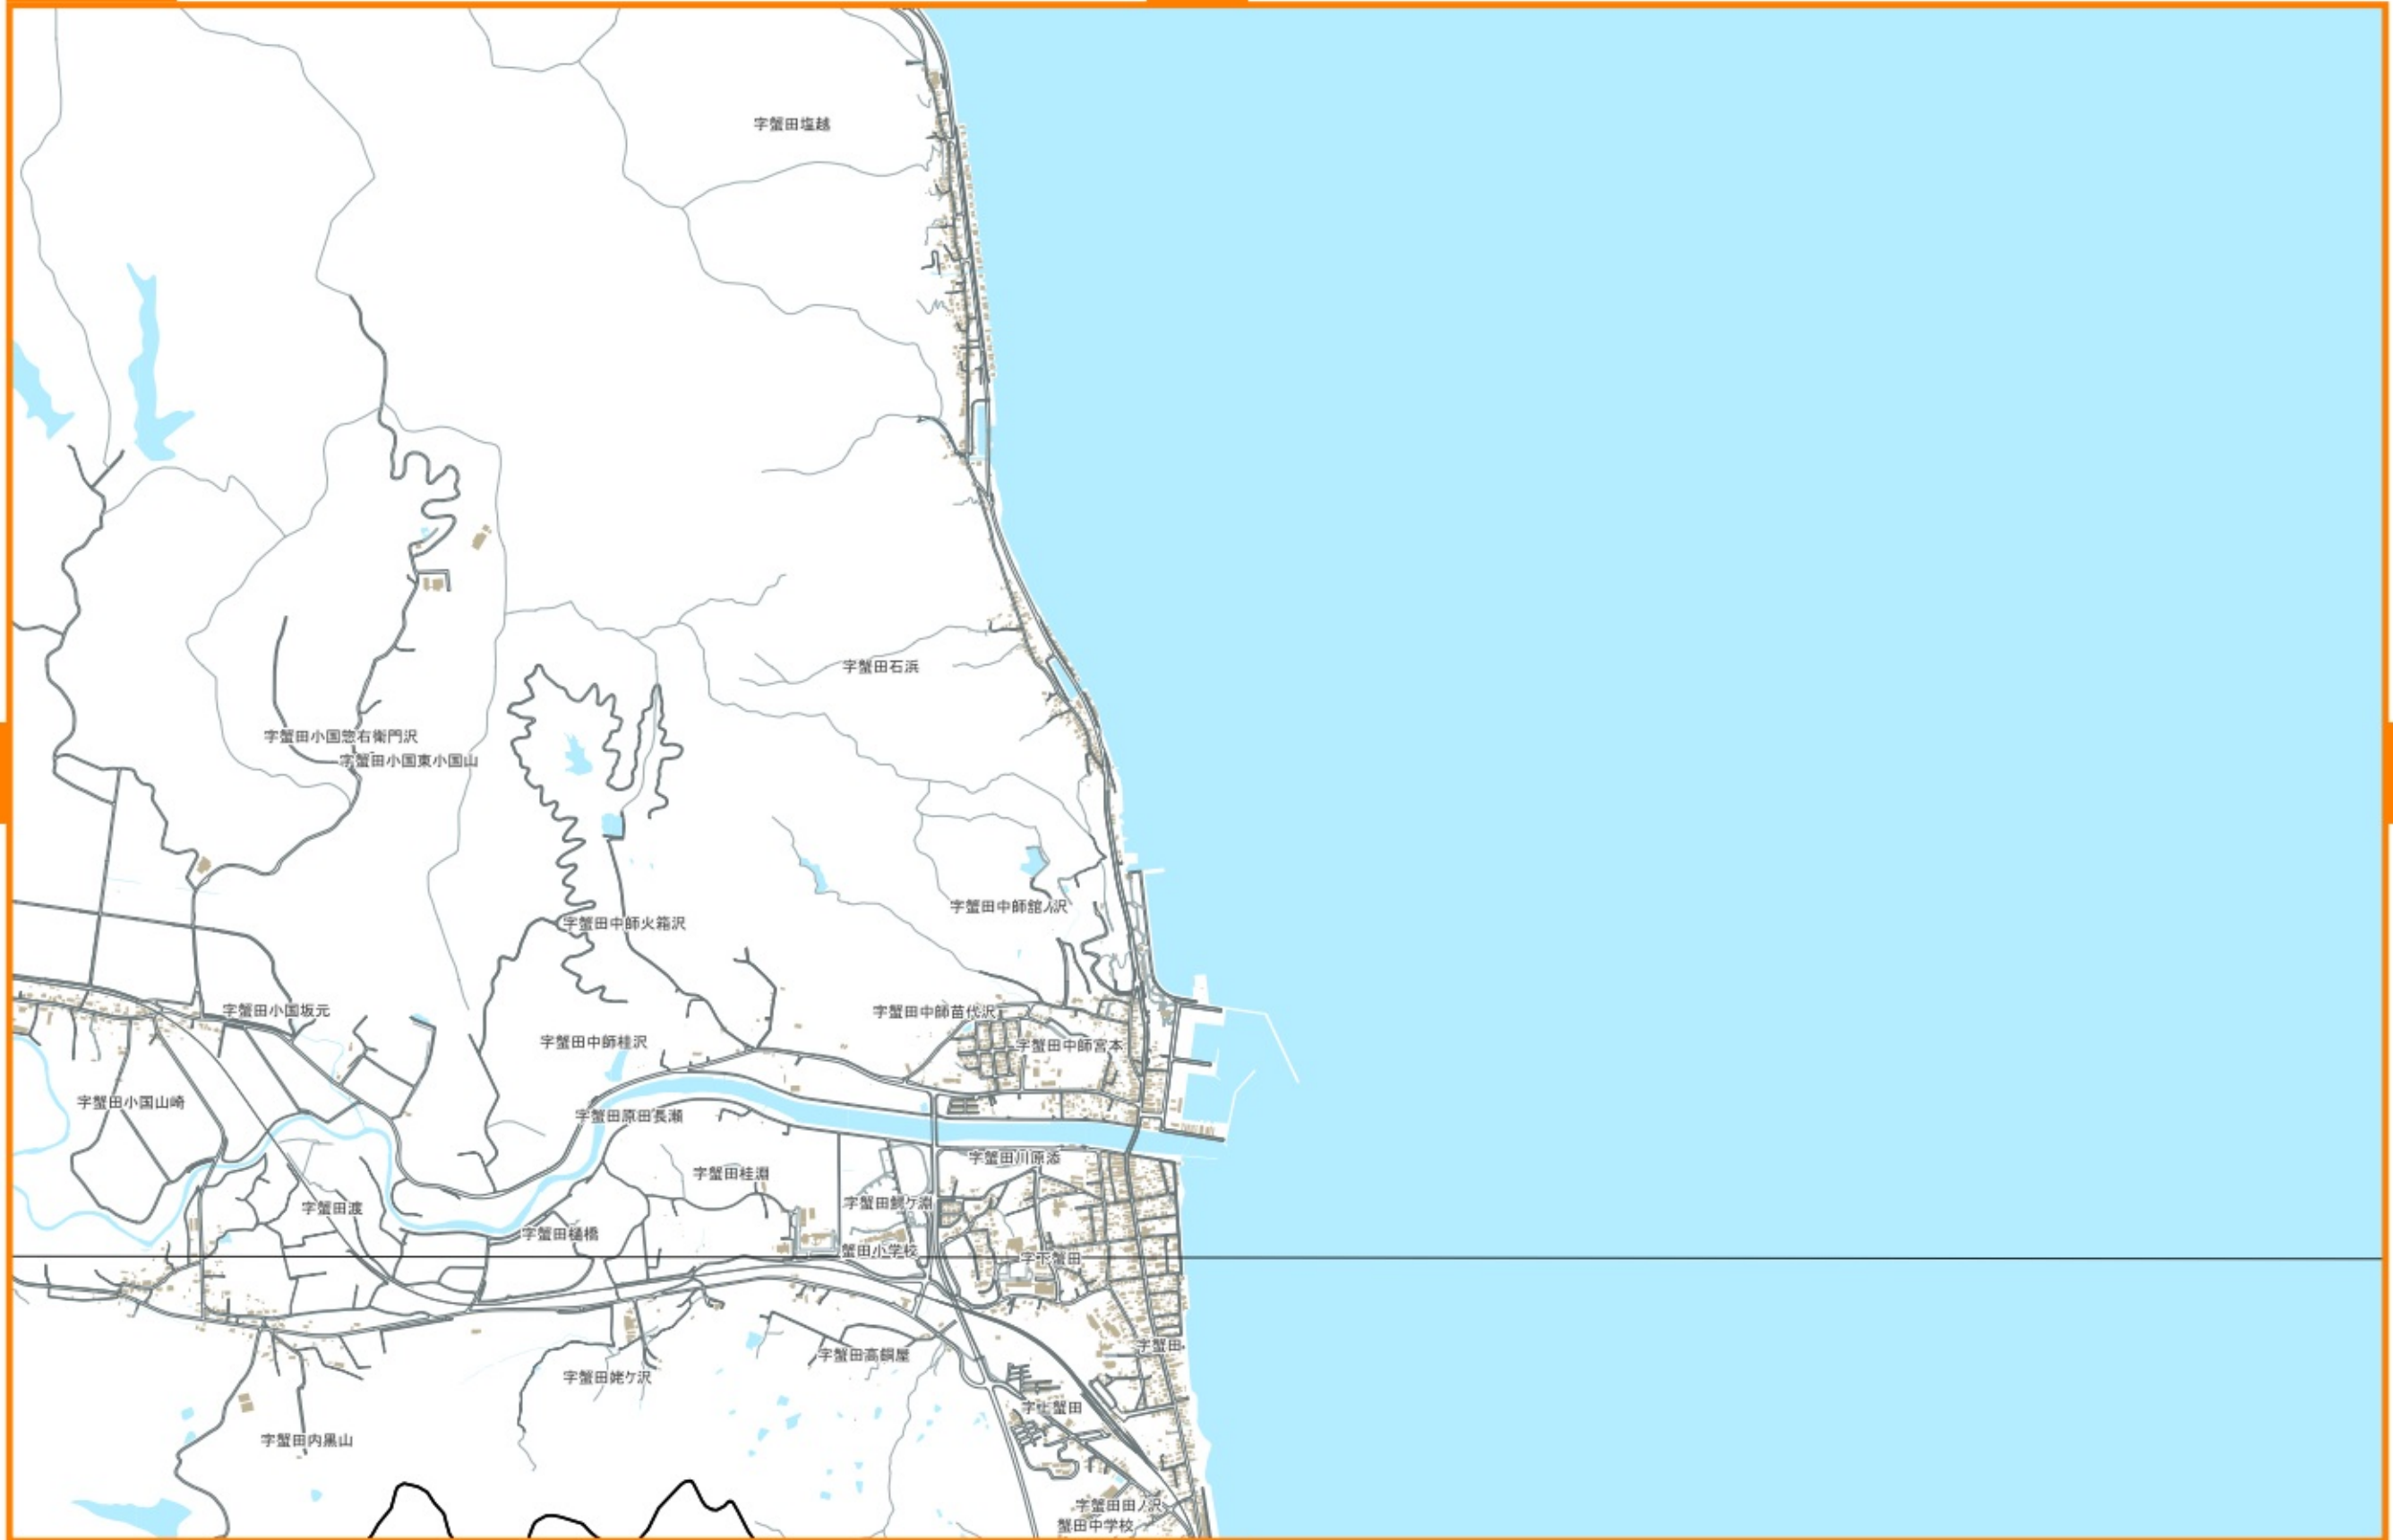 字蟹田塩越
字蟹田石浜
字蟹田小国惣右衛門沢
字蟹田小国東小国山
字蟹田中師舘ノ沢
字蟹田中師火箱沢
字蟹田小国坂元
字蟹田中師苗代沢
字蟹田中師桂沢
字蟹田中師宮本
字蟹田小国山崎
字蟹田原田長瀬
字蟹田川原添
字蟹田桂淵
字蟹田渡
字蟹田樋橋
蟹田小学校
字下蟹田
字蟹田
字蟹田高銅屋
字蟹田姥ケ沢
字上蟹田
字蟹田内黒山
字蟹田田ノ沢
蟹田中学校